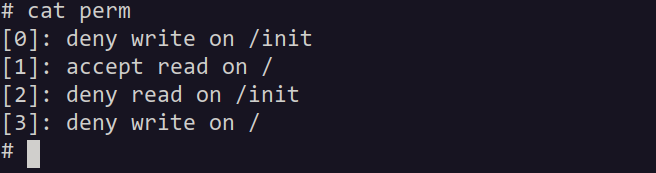 # cat perm
[0]: deny write on /init
[1]: accept read on /
[2]: deny read on /init
[3]: deny write on /
#